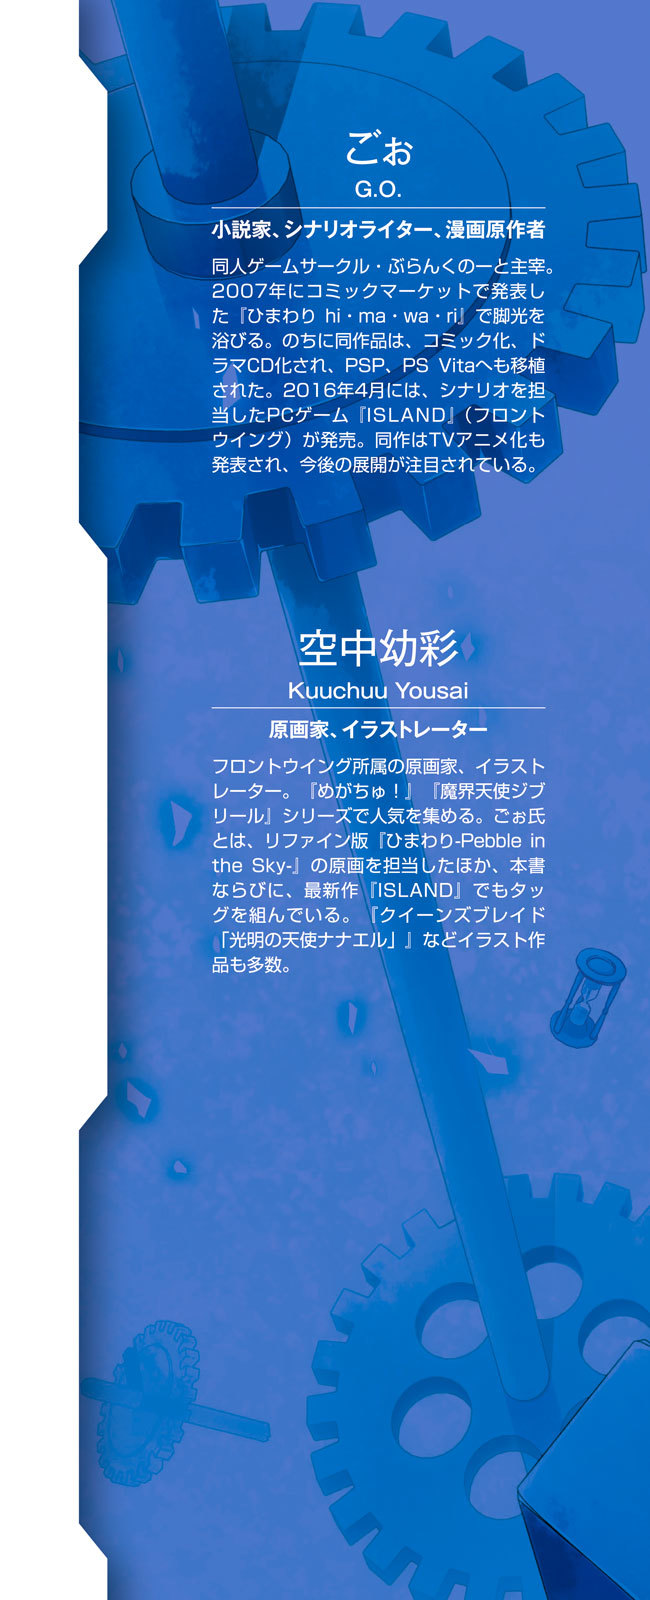 ごぉ
G.O.
小説家、シナリオライター、漫画原作者
同人ゲームサークル・ぶらんくのーと主宰。
2007年にコミックマーケットで発表し
た『ひまわり hi・ma・wa・ri』で脚光を
浴びる。のちに同作品は、コミック化、ド
ラマCD化され、PSP、PS Vitaへも移植
された。2016年4月には、シナリオを担
当したPCゲーム『ISLAND』（フロント
ウイング）が発売。同作はTVアニメ化も
発表され、今後の展開が注目されている。
空中幼彩
Kuuchuu Yousai
原画家、イラストレーター
フロントウイング所属の原画家、イラスト
レーター。『めがちゅ！』『魔界天使ジブ
リール』シリーズで人気を集める。ごぉ氏
とは、リファイン版『ひまわり-Pebble in
the Sky-』の原画を担当したほか、本書
ならびに、最新作『ISLAND』でもタッ
グを組んでいる。『クイーンズブレイド
「光明の天使ナナエル」』などイラスト作
品も多数。